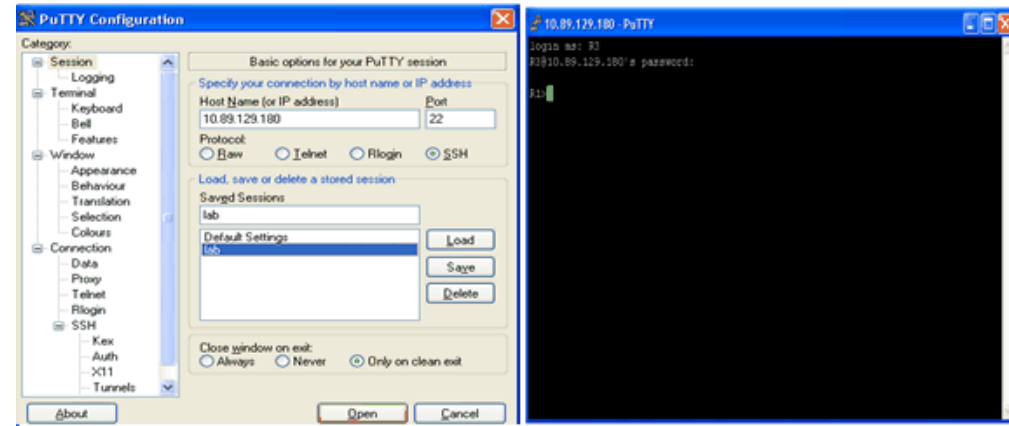 PuTTY Configuration
Category:
Session
Logging
Terminal
Keyboard
Bell
Features
Window
Appearance
Behaviour
Translation
Selection
Colours
Connection
Data
Proxy
Telnet
Rlogin
SSH
Kex
Auth
X11
Tunnels
Basic options for your PuTTY session
Specify your connection by host name or IP address
Host Name (or IP address) Port
10.89.129.180 22
Protocol:
Raw Telnet Rlogin SSH
Load, save or delete a stored session
Saved Sessions
lab
Default Settings
lab
Load
Save
Delete
Close window on exit:
Always Never Only on clean exit
About Open Cancel
10.89.129.180 - PuTTY
login as: R3
R3@10.89.129.180's password:
R1>